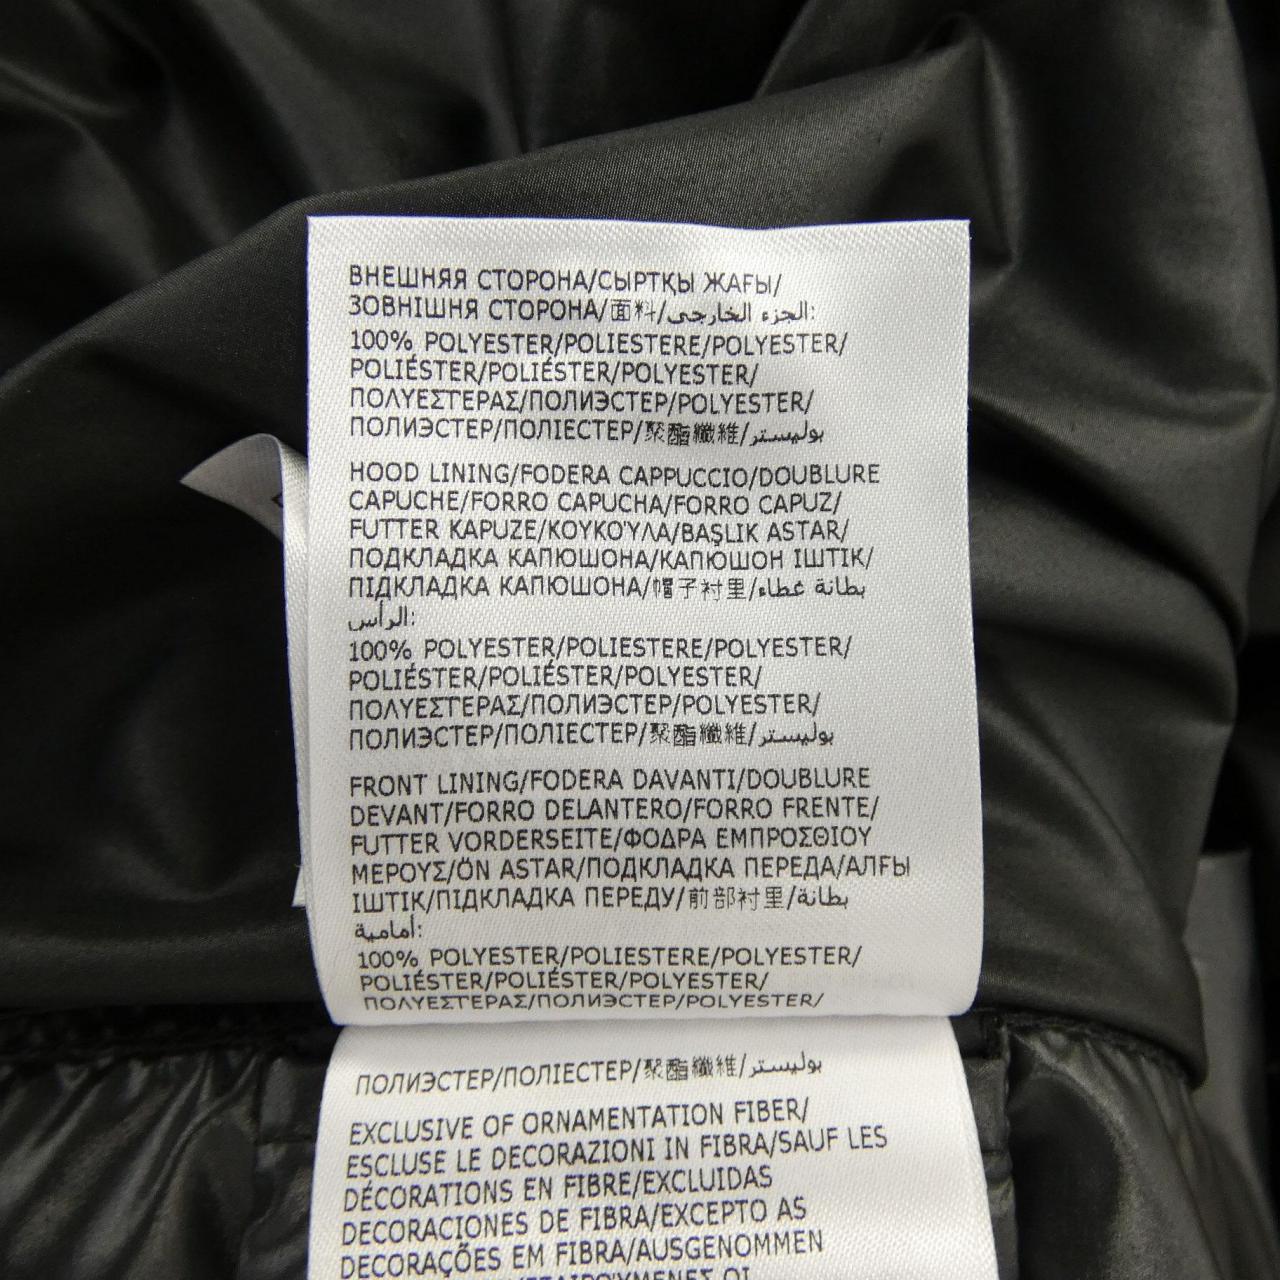 ВНЕШНЯЯ СТОРОНА/СЫРТҚЫ ЖАҒЫ/
ЗОВНІШНЯ СТОРОНА/面料/الجزء الخارجي:
100% POLYESTER/POLIESTERE/POLYESTER/
POLIÉSTER/POLIÉSTER/POLYESTER/
ΠΟΛΥΕΣΤΕΡΑΣ/ПОЛИЭСТЕР/POLYESTER/
ПОЛИЭСТЕР/ПОЛІЕСТЕР/聚酯纖維/بوليستر
HOOD LINING/FODERA CAPPUCCIO/DOUBLURE
CAPUCHE/FORRO CAPUCHA/FORRO CAPUZ/
FUTTER KAPUZE/ΚΟΥΚΟΎΛΑ/BAŞLIK ASTAR/
ПОДКЛАДКА КАПЮШОНА/КАПЮШОН ІШТІК/
ПІДКЛАДКА КАПЮШОНА/帽子衬里/بطانة غطاء
الرأس:
100% POLYESTER/POLIESTERE/POLYESTER/
POLIÉSTER/POLIÉSTER/POLYESTER/
ΠΟΛΥΕΣΤΕΡΑΣ/ПОЛИЭСТЕР/POLYESTER/
ПОЛИЭСТЕР/ПОЛІЕСТЕР/聚酯纖維/بوليستر
FRONT LINING/FODERA DAVANTI/DOUBLURE
DEVANT/FORRO DELANTERO/FORRO FRENTE/
FUTTER VORDERSEITE/ΦΟΔΡΑ ΕΜΠΡΟΣΘΙΟΥ
ΜΕΡΟΥΣ/ÖN ASTAR/ПОДКЛАДКА ПЕРЕДА/АЛҒЫ
ІШТІК/ПІДКЛАДКА ПЕРЕДУ/前部衬里/بطانة
أمامية:
100% POLYESTER/POLIESTERE/POLYESTER/
POLIÉSTER/POLIÉSTER/POLYESTER/
ΠΟΛΥΕΣΤΕΡΑΣ/ПОЛИЭСТЕР/POLYESTER/
ПОЛИЭСТЕР/ПОЛІЕСТЕР/聚酯纖維/بوليستر
EXCLUSIVE OF ORNAMENTATION FIBER/
ESCLUSE LE DECORAZIONI IN FIBRA/SAUF LES
DÉCORATIONS EN FIBRE/EXCLUIDAS
DECORACIONES DE FIBRA/EXCEPTO AS
DECORAÇÕES EM FIBRA/AUSGENOMMEN